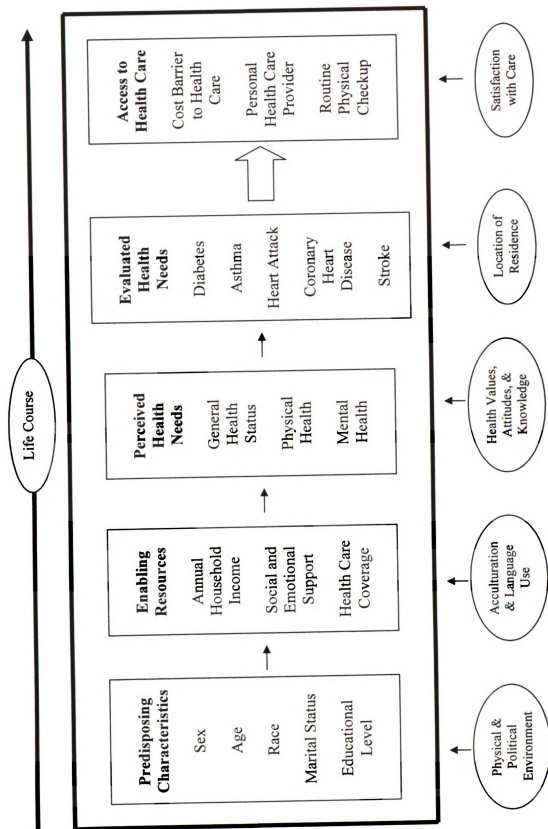 Life Course
Predisposing
Characteristics
Sex
Age
Race
Marital Status
Educational
Level
Enabling
Resources
Annual
Household
Income
Social and
Emotional
Support
Health Care
Coverage
Perceived
Health
Needs
General
Health
Status
Physical
Health
Mental
Health
Evaluated
Health
Needs
Diabetes
Asthma
Heart Attack
Coronary
Heart
Disease
Stroke
Access to
Health Care
Cost Barrier
to Health
Care
Personal
Health Care
Provider
Routine
Physical
Checkup
Physical &
Political
Environment
Acculturation
& Language
Use
Health Values,
Attitudes, &
Knowledge
Location of
Residence
Satisfaction
with Care